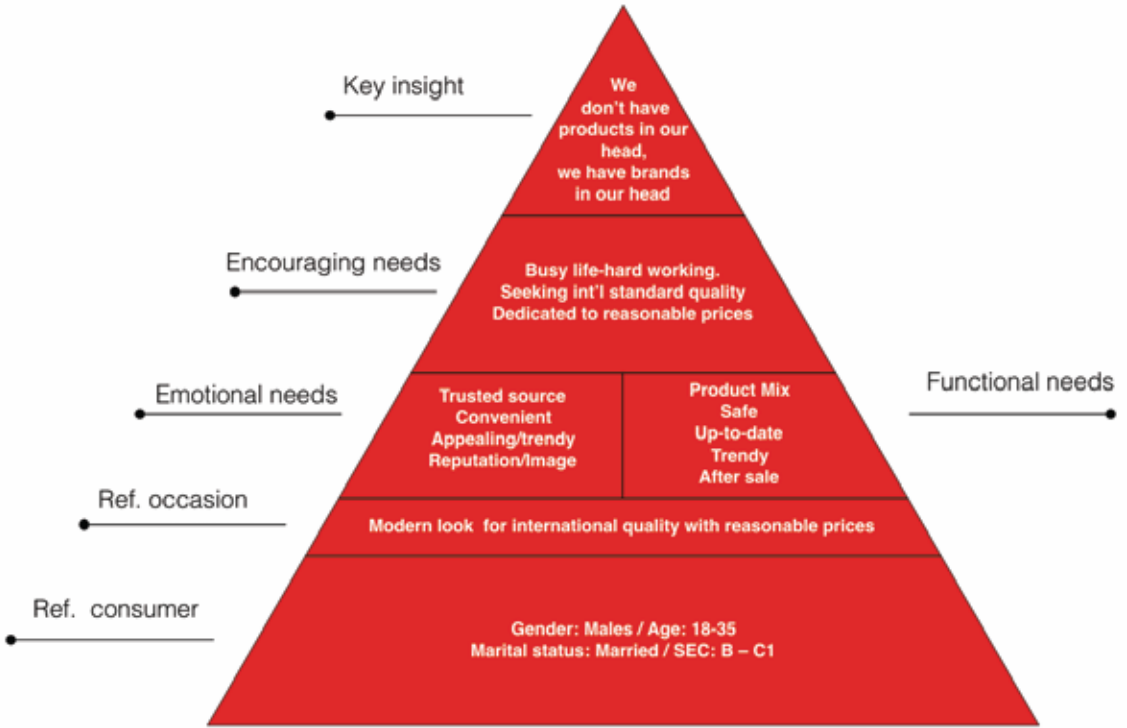 Key insight
We
don't have
products in our
head,
we have brands
in our head
Encouraging needs
Busy life-hard working.
Seeking int'l standard quality
Dedicated to reasonable prices
Emotional needs
Trusted source
Convenient
Appealing/trendy
Reputation/Image
Product Mix
Safe
Up-to-date
Trendy
After sale
Functional needs
Ref. occasion
Modern look for international quality with reasonable prices
Ref. consumer
Gender: Males / Age: 18-35
Marital status: Married / SEC: B – C1